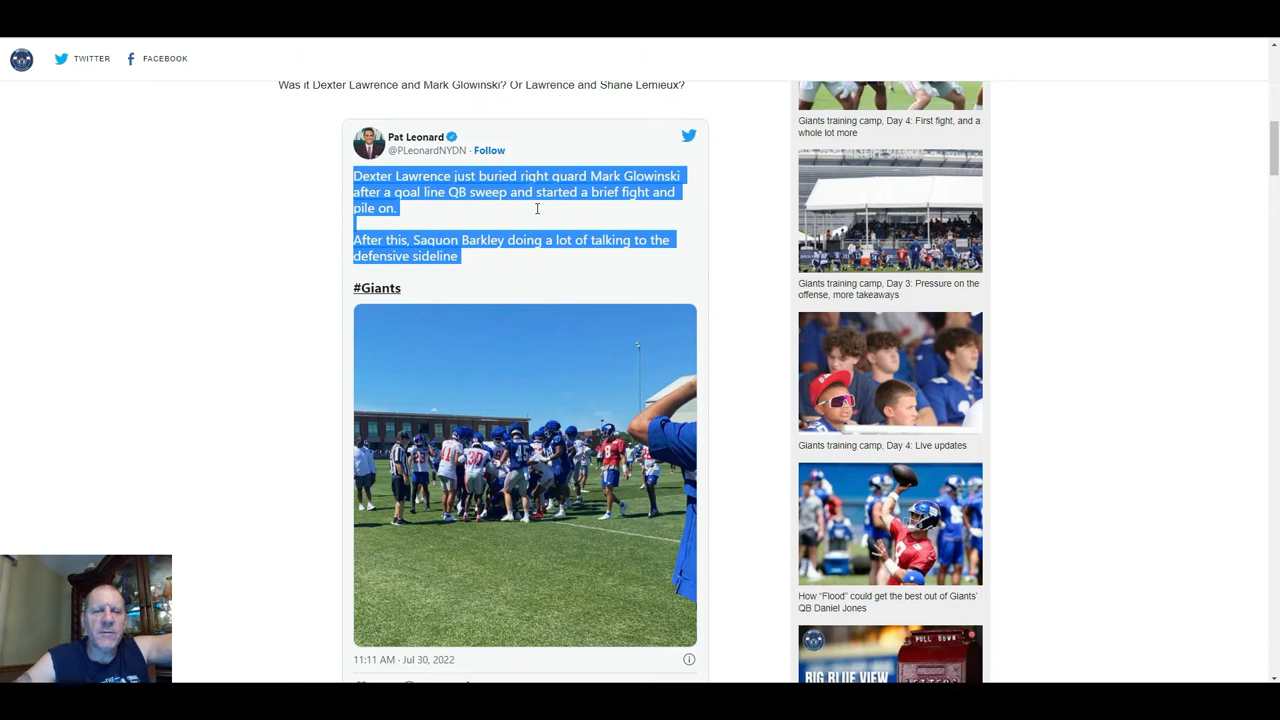 TWITTER
FACEBOOK
Was it Dexter Lawrence and Mark Glowinski? Or Lawrence and Shane Lemieux?
Pat Leonard
@PLeonardNYDN · Follow
Dexter Lawrence just buried right guard Mark Glowinski
after a goal line QB sweep and started a brief fight and
pile on.
After this, Saquon Barkley doing a lot of talking to the
defensive sideline
#Giants
11:11 AM · Jul 30, 2022
Giants training camp, Day 4: First fight, and a
whole lot more
Giants training camp, Day 3: Pressure on the
offense, more takeaways
Giants training camp, Day 4: Live updates
8
How “Flood” could get the best out of Giants’
QB Daniel Jones
PULL DOWN
LETTERS
BIG BLUE VIEW